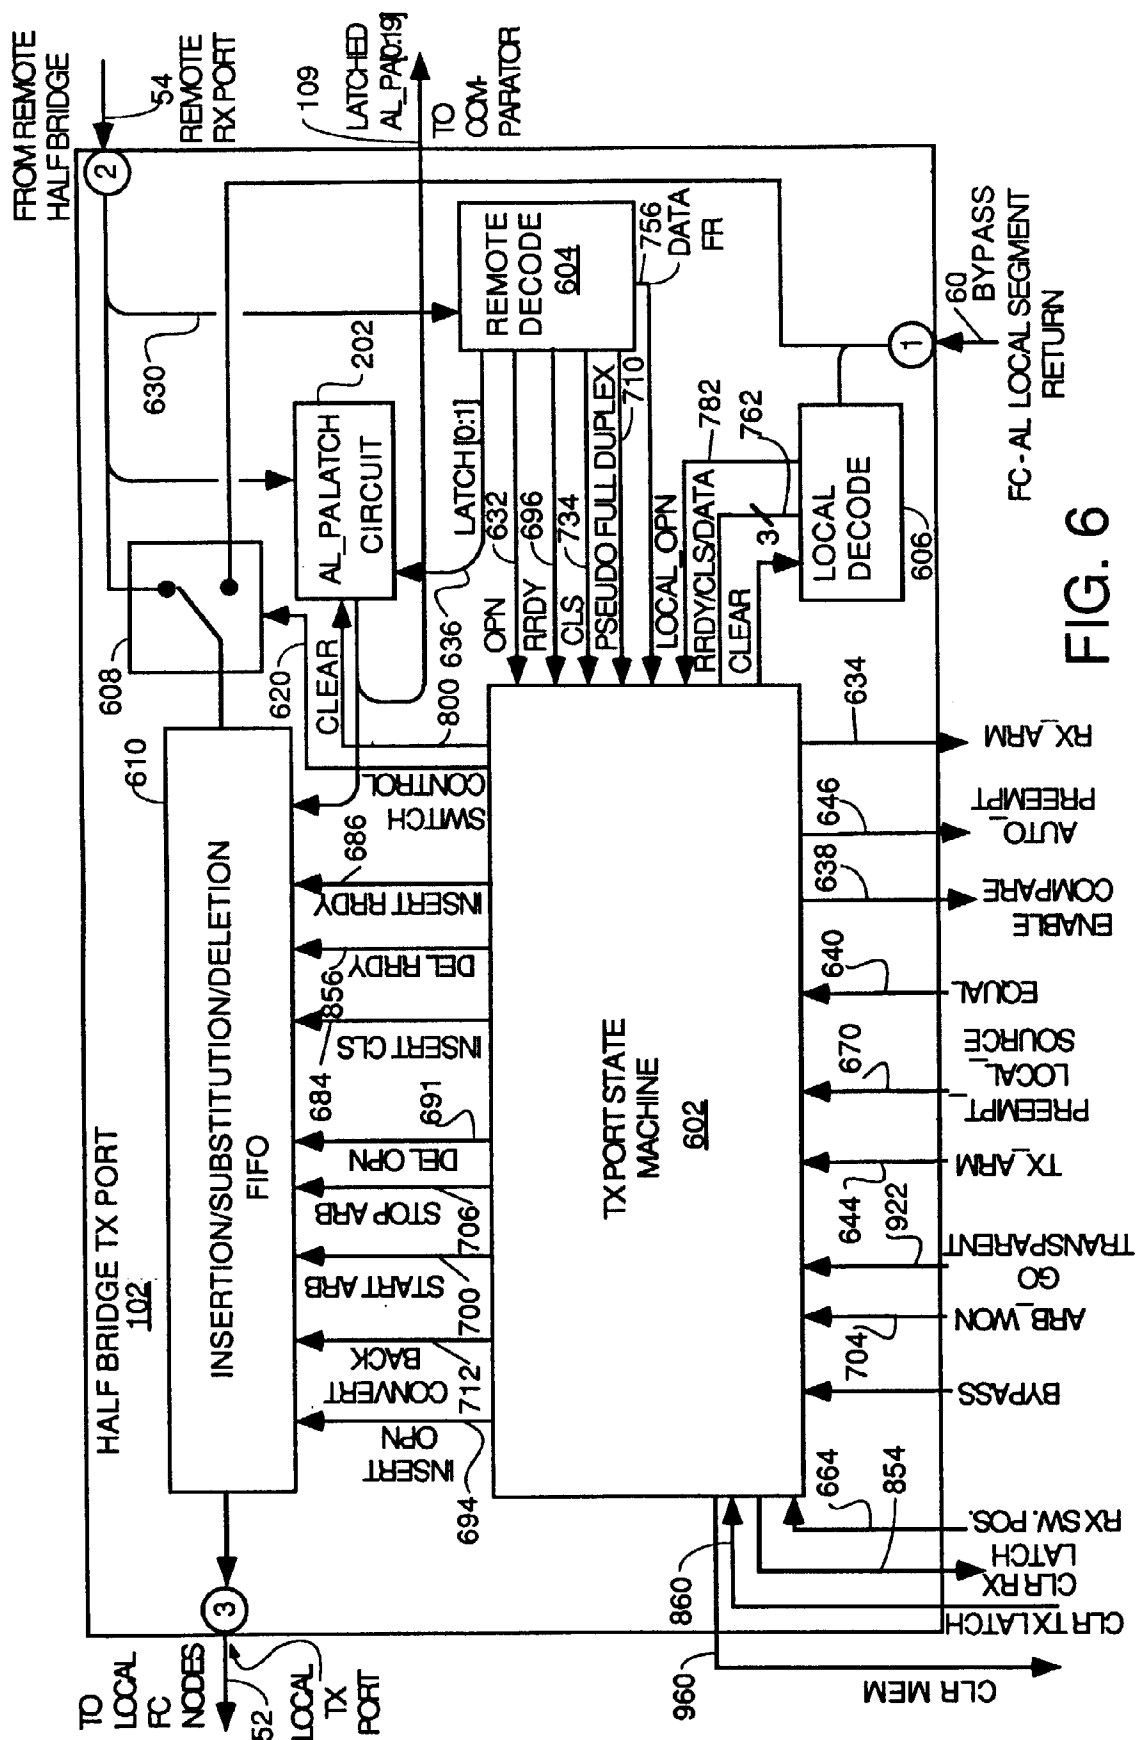 FROM REMOTE
HALF BRIDGE
54
REMOTE
RX PORT
109
LATCHED
AL_PA[0:19]
TO
COM-
PARATOR
2
630
202
AL_PA LATCH
CIRCUIT
REMOTE
DECODE
604
756
DATA
FR
608
620
CLEAR
636
800
LATCH [0:1]
OPN
632
RRDY
696
CLS
734
PSEUDO FULL DUPLEX
710
LOCAL_OPN
782
RRDY/CLS/DATA
762
3
CLEAR
LOCAL
DECODE
606
1
60
BYPASS
FC-AL LOCAL SEGMENT
RETURN
610
INSERTION/SUBSTITUTION/DELETION
FIFO
HALF BRIDGE TX PORT
102
SWITCH
CONTROL
686
INSERT RRDY
856
DEL RRDY
684
INSERT CLS
691
DEL OPN
706
STOP ARB
700
START ARB
712
CONVERT
BACK
694
INSERT
OPN
TX PORT STATE
MACHINE
602
634
RX_ARM
646
AUTO_
PREEMPT
638
COMPARE
ENABLE
640
EQUAL
670
PREEMPT_
LOCAL_
SOURCE
644
TX_ARM
922
GO
TRANSPARENT
704
ARB_WON
BYPASS
664
RX SW. POS.
854
CLR RX
LATCH
860
CLR TX LATCH
960
CLR MEM
3
TO
LOCAL
FC
NODES
52
LOCAL
TX
PORT
FIG. 6